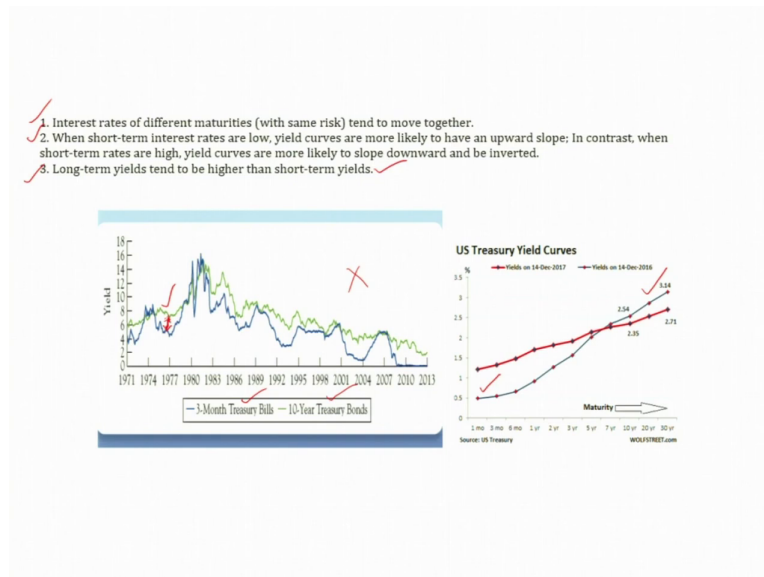 1. Interest rates of different maturities (with same risk) tend to move together.
2. When short-term interest rates are low, yield curves are more likely to have an upward slope; In contrast, when
short-term rates are high, yield curves are more likely to slope downward and be inverted.
3. Long-term yields tend to be higher than short-term yields.
18
16
14
12
10
8
6
4
2
0
Yield
1971 1974 1977 1980 1983 1986 1989 1992 1995 1998 2001 2004 2007 2010 2013
3-Month Treasury Bills 10-Year Treasury Bonds
US Treasury Yield Curves
%
Yields on 14-Dec-2017 Yields on 14-Dec-2016
3.5
3
2.5
2
1.5
1
0.5
0
3.14
2.54
2.35
2.71
Maturity
1 mo 3 mo 6 mo 1 yr 2 yr 3 yr 5 yr 7 yr 10 yr 20 yr 30 yr
Source: US Treasury WOLFSTREET.com